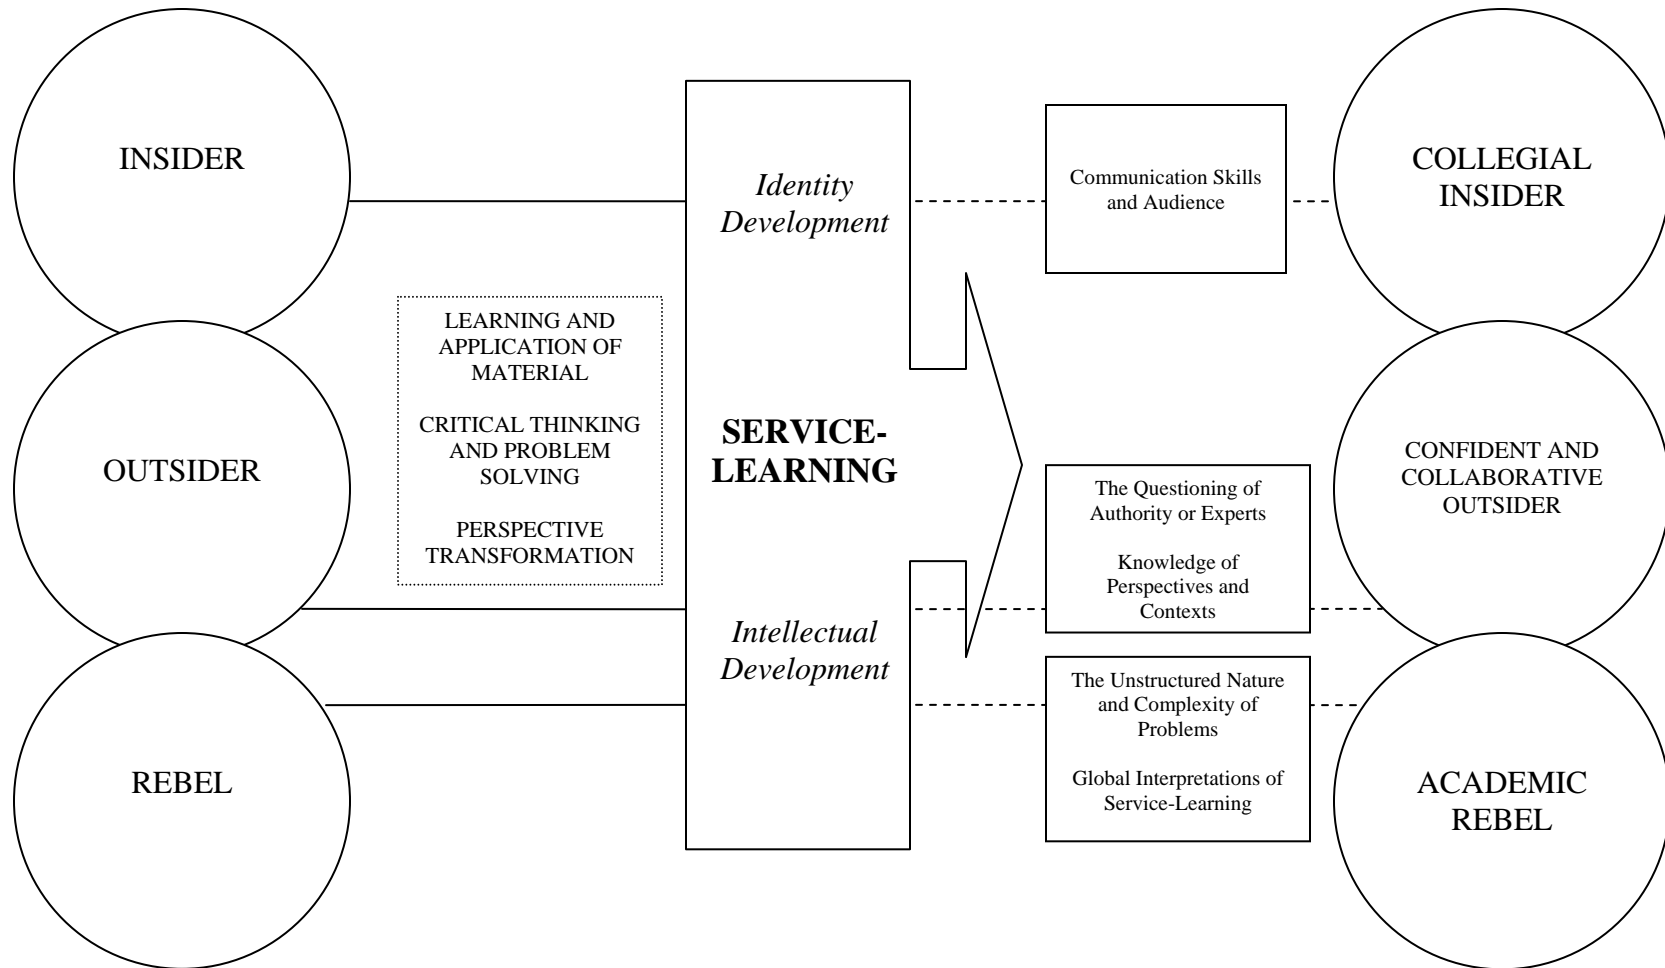 INSIDER
OUTSIDER
REBEL
LEARNING AND
APPLICATION OF
MATERIAL
CRITICAL THINKING
AND PROBLEM
SOLVING
PERSPECTIVE
TRANSFORMATION
Identity
Development
SERVICE-
LEARNING
Intellectual
Development
Communication Skills
and Audience
The Questioning of
Authority or Experts
Knowledge of
Perspectives and
Contexts
The Unstructured Nature
and Complexity of
Problems
Global Interpretations of
Service-Learning
COLLEGIAL
INSIDER
CONFIDENT AND
COLLABORATIVE
OUTSIDER
ACADEMIC
REBEL